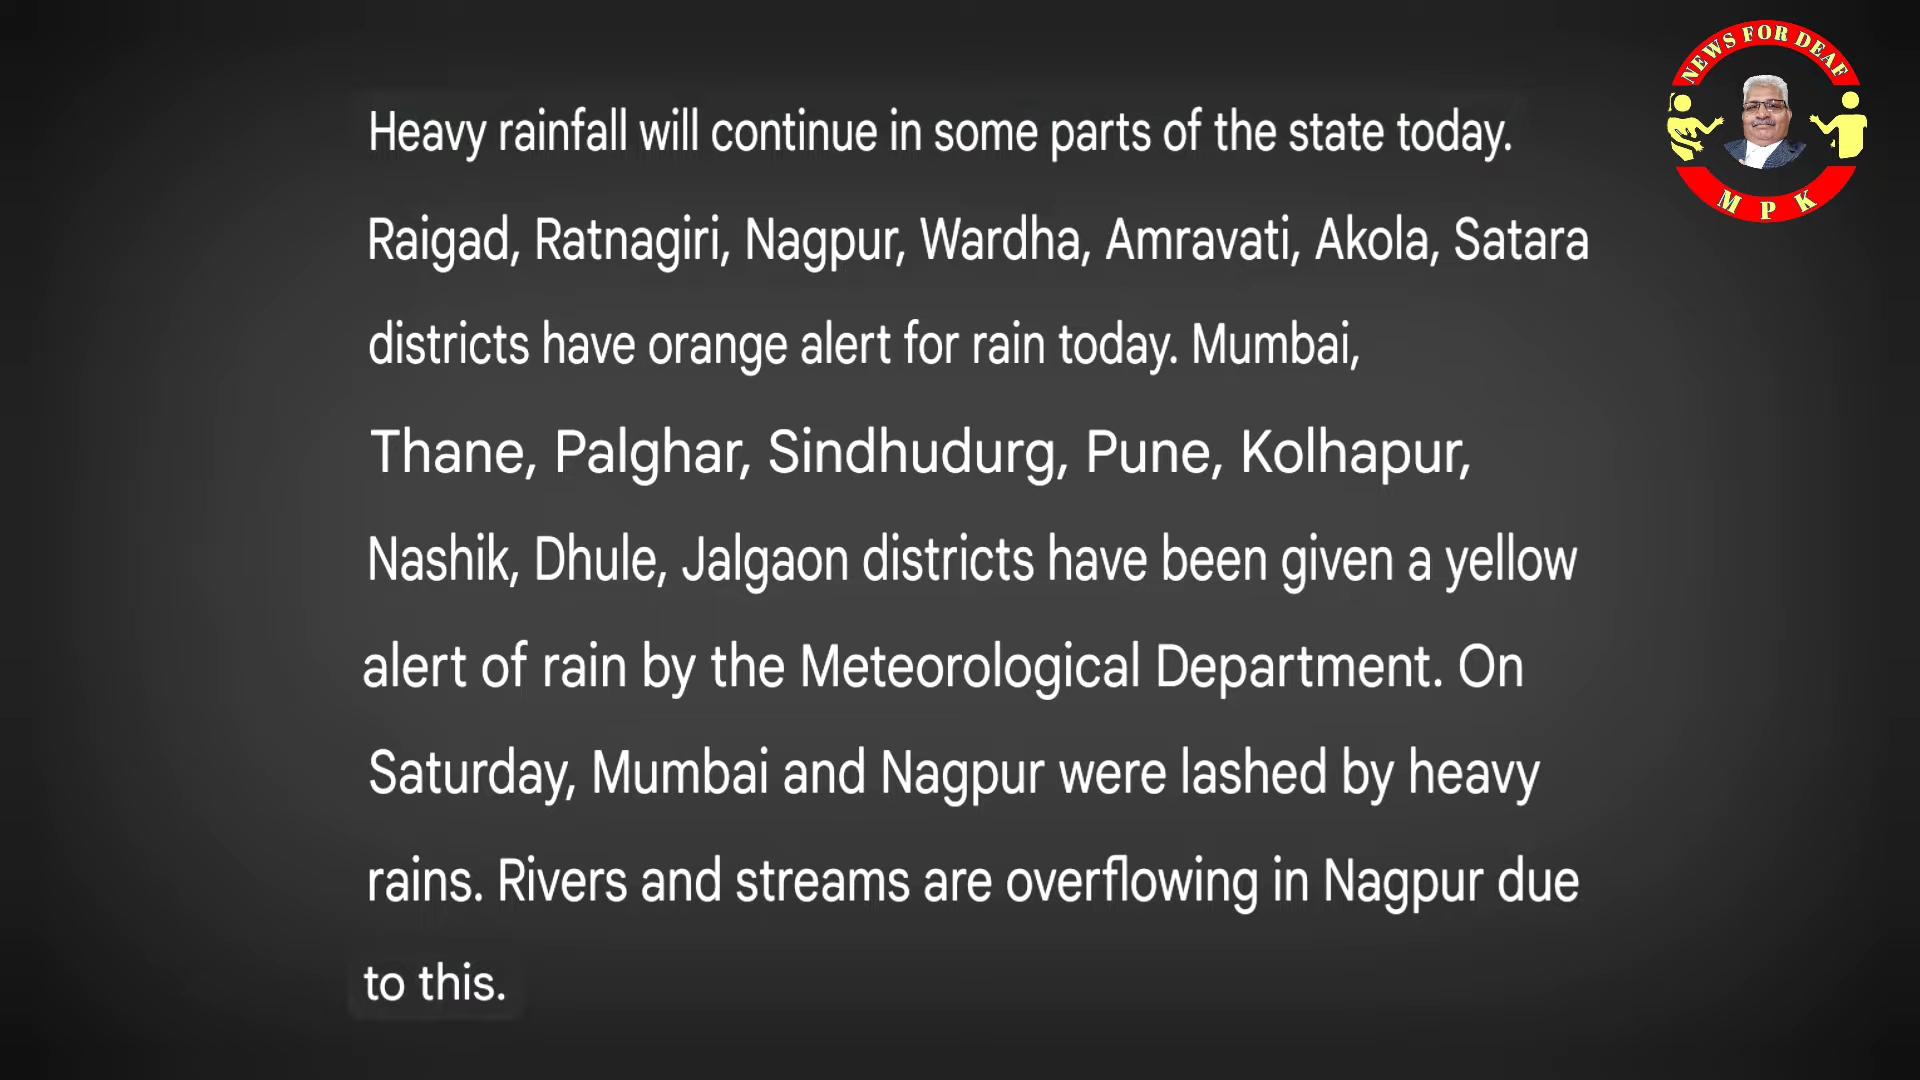 NEWS FOR DEAF
Heavy rainfall will continue in some parts of the state today.
Raigad, Ratnagiri, Nagpur, Wardha, Amravati, Akola, Satara
districts have orange alert for rain today. Mumbai,
Thane, Palghar, Sindhudurg, Pune, Kolhapur,
Nashik, Dhule, Jalgaon districts have been given a yellow
alert of rain by the Meteorological Department. On
Saturday, Mumbai and Nagpur were lashed by heavy
rains. Rivers and streams are overflowing in Nagpur due
to this.
M P K